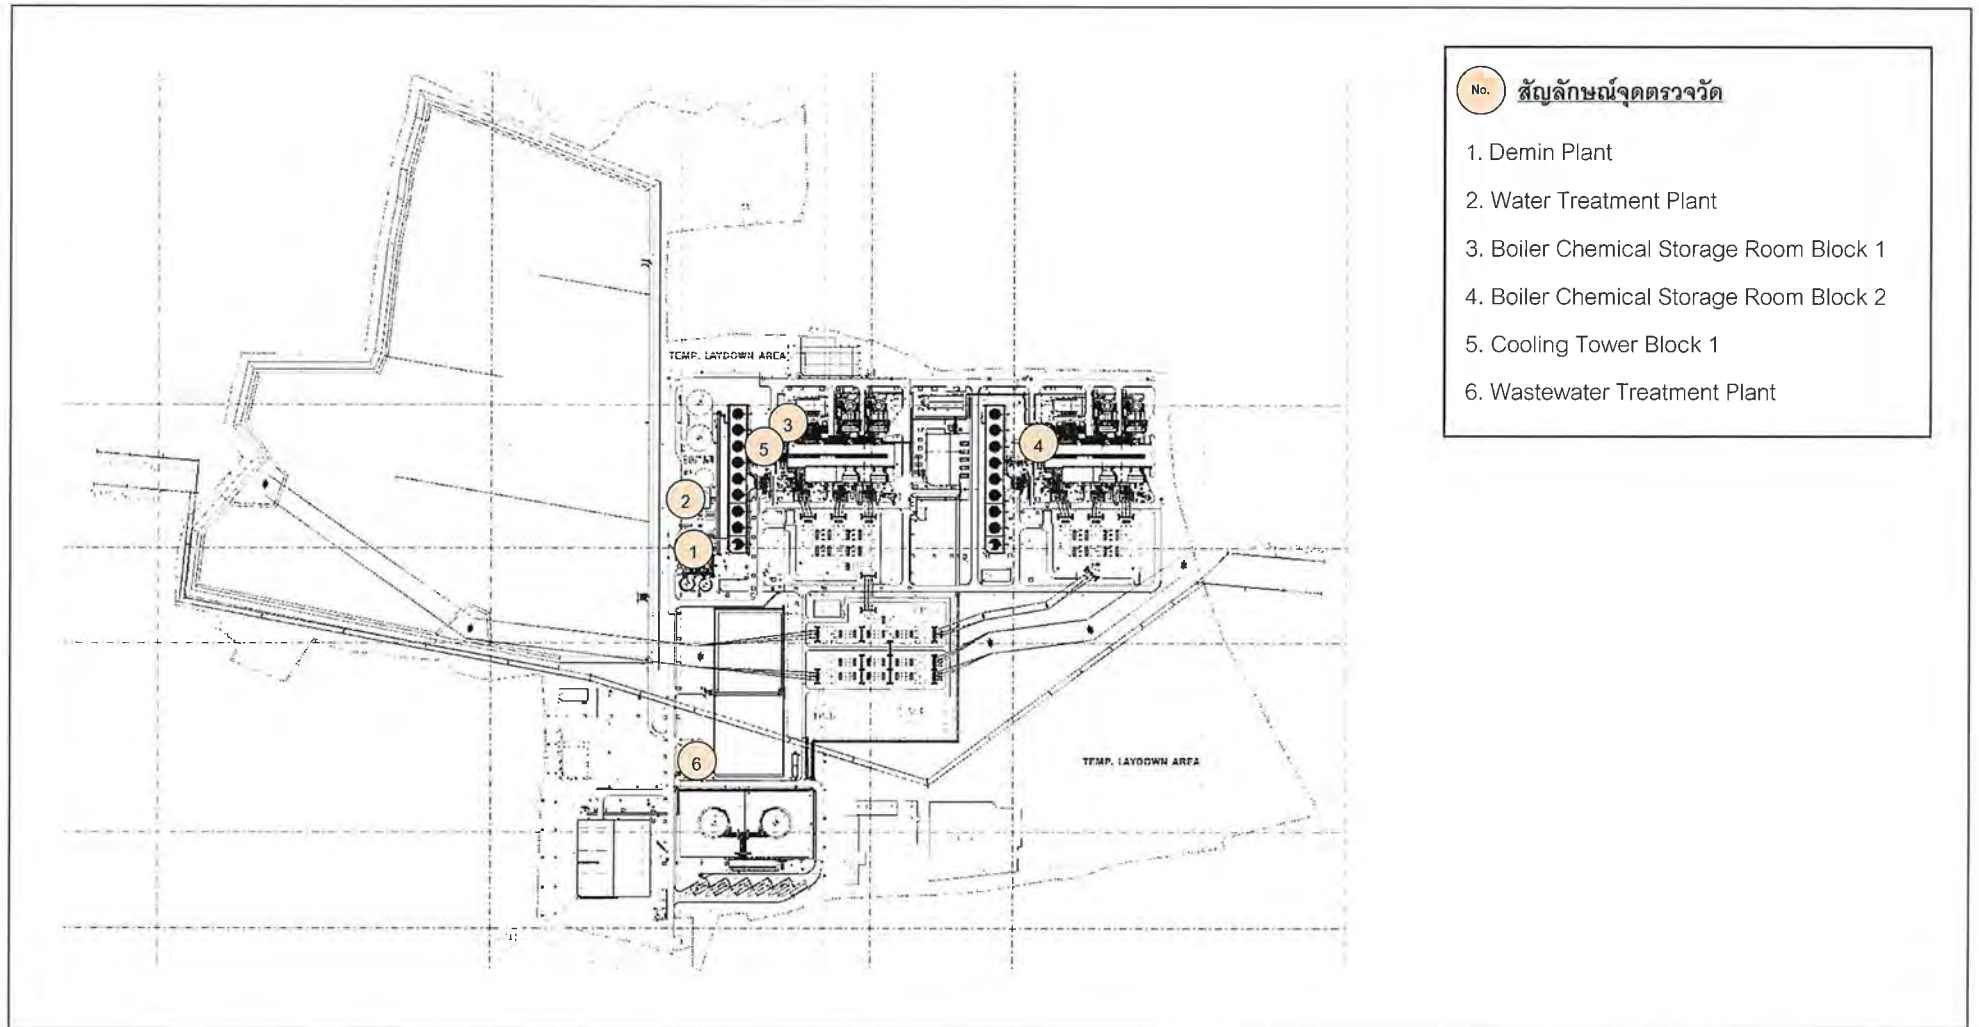 No. สัญลักษณ์จุดตรวจวัด
1. Demin Plant
2. Water Treatment Plant
3. Boiler Chemical Storage Room Block 1
4. Boiler Chemical Storage Room Block 2
5. Cooling Tower Block 1
6. Wastewater Treatment Plant
TEMP. LAYDOWN AREA
3
5
4
2
1
6
TEMP. LAYDOWN AREA